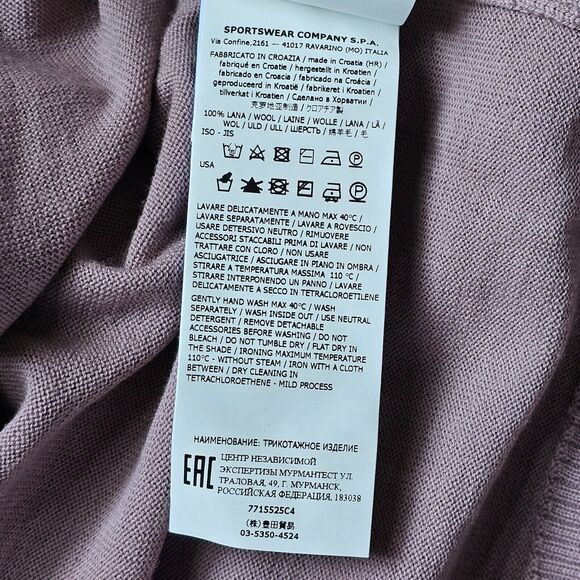 SPORTSWEAR COMPANY S.P.A.
Via Confine,2161 — 41017 RAVARINO (MO) ITALIA
FABBRICATO IN CROAZIA / made in Croatia (HR) /
fabriqué en Croatie / hergestellt in Kroatien /
fabricado en Croacia / fabricado na Croácia /
geproduceerd in Kroatië / fabrikeret i Kroatien /
tillverkat i Kroatien / Сделано в Хорватии /
克罗地亚制造 / クロアチア製
100% LANA / WOOL / LAINE / WOLLE / LANA / LÃ /
WOL / ULD / ULL / ШЕРСТЬ / 绵羊毛 / 毛
ISO - JIS
USA
LAVARE DELICATAMENTE A MANO MAX 40°C /
LAVARE SEPARATAMENTE / LAVARE A ROVESCIO /
USARE DETERSIVO NEUTRO / RIMUOVERE
ACCESSORI STACCABILI PRIMA DI LAVARE / NON
TRATTARE CON CLORO / NON USARE
ASCIUGATRICE / ASCIUGARE IN PIANO IN OMBRA /
STIRARE A TEMPERATURA MASSIMA 110 °C /
STIRARE INTERPONENDO UN PANNO / LAVARE
DELICATAMENTE A SECCO IN TETRACLOROETILENE
GENTLY HAND WASH MAX 40°C / WASH
SEPARATELY / WASH INSIDE OUT / USE NEUTRAL
DETERGENT / REMOVE DETACHABLE
ACCESSORIES BEFORE WASHING / DO NOT
BLEACH / DO NOT TUMBLE DRY / FLAT DRY IN
THE SHADE / IRONING MAXIMUM TEMPERATURE
110°C - WITHOUT STEAM / IRON WITH A CLOTH
BETWEEN / DRY CLEANING IN
TETRACHLOROETHENE - MILD PROCESS
НАИМЕНОВАНИЕ: ТРИКОТАЖНОЕ ИЗДЕЛИЕ
EAC
ЦЕНТР НЕЗАВИСИМОЙ
ЭКСПЕРТИЗЫ МУРМАНТЕСТ УЛ.
ТРАЛОВАЯ, 49, Г. МУРМАНСК,
РОССИЙСКАЯ ФЕДЕРАЦИЯ, 183038
7715525C4
(株) 豊田貿易
03-5350-4524